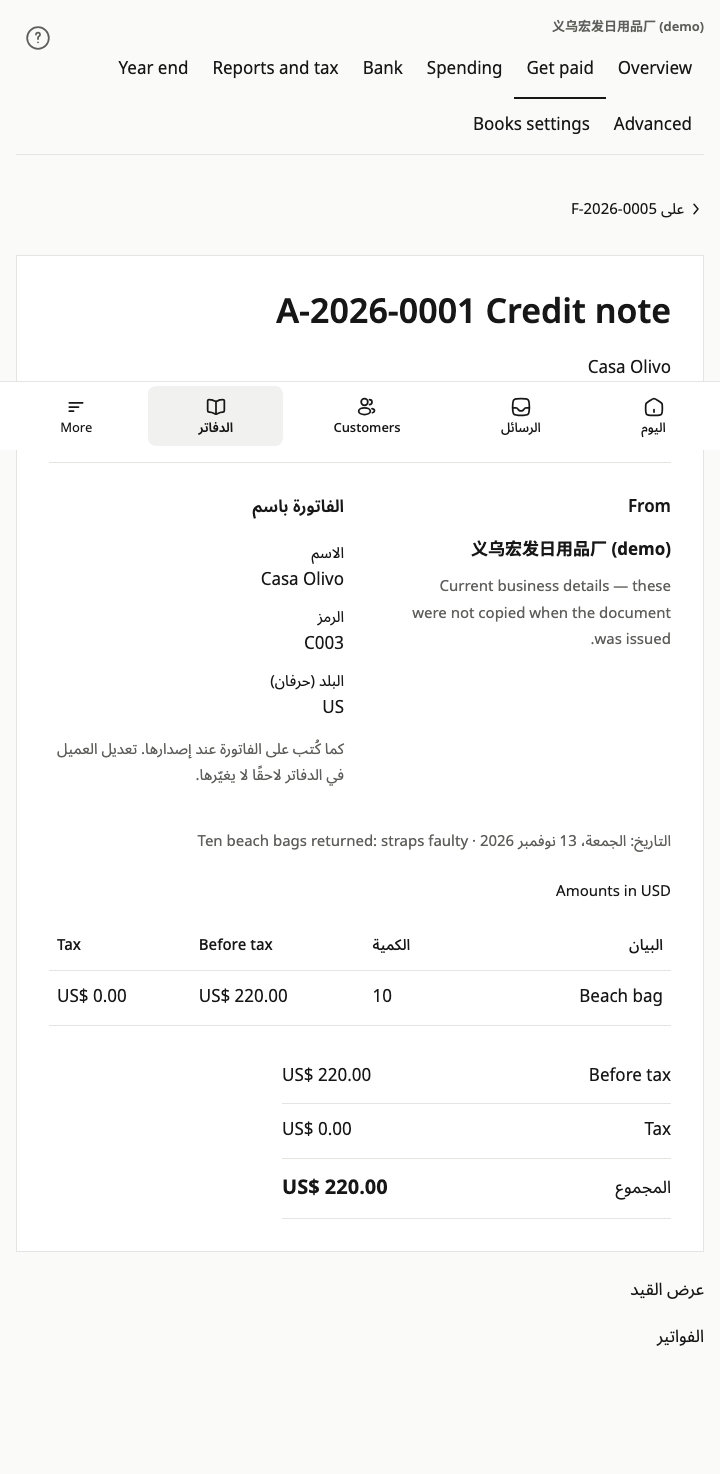 义乌宏发日用品厂 (demo)
Overview
Get paid
Spending
Bank
Reports and tax
Year end
Advanced
Books settings
على F-2026-0005
A-2026-0001 Credit note
Casa Olivo
اليوم
الرسائل
Customers
الدفاتر
More
From
义乌宏发日用品厂 (demo)
Current business details — these
were not copied when the document
was issued.
الفاتورة باسم
الاسم
Casa Olivo
الرمز
C003
البلد (حرفان)
US
كما كُتب على الفاتورة عند إصدارها. تعديل العميل
في الدفاتر لاحقًا لا يغيّرها.
التاريخ: الجمعة، 13 نوفمبر 2026 · Ten beach bags returned: straps faulty
Amounts in USD
البيان الكمية Before tax Tax
Beach bag 10 US$ 220.00 US$ 0.00
Before tax US$ 220.00
Tax US$ 0.00
المجموع US$ 220.00
عرض القيد
الفواتير